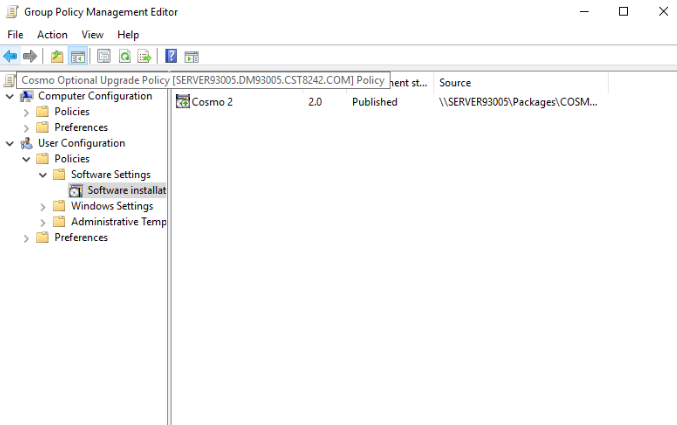 Group Policy Management Editor
File Action View Help
Cosmo Optional Upgrade Policy [SERVER93005.DM93005.CST8242.COM] Policy
ment st... Source
Computer Configuration
Policies
Preferences
User Configuration
Policies
Software Settings
Software installat
Windows Settings
Administrative Temp
Preferences
Cosmo 2 2.0 Published \\SERVER93005\Packages\COSM...